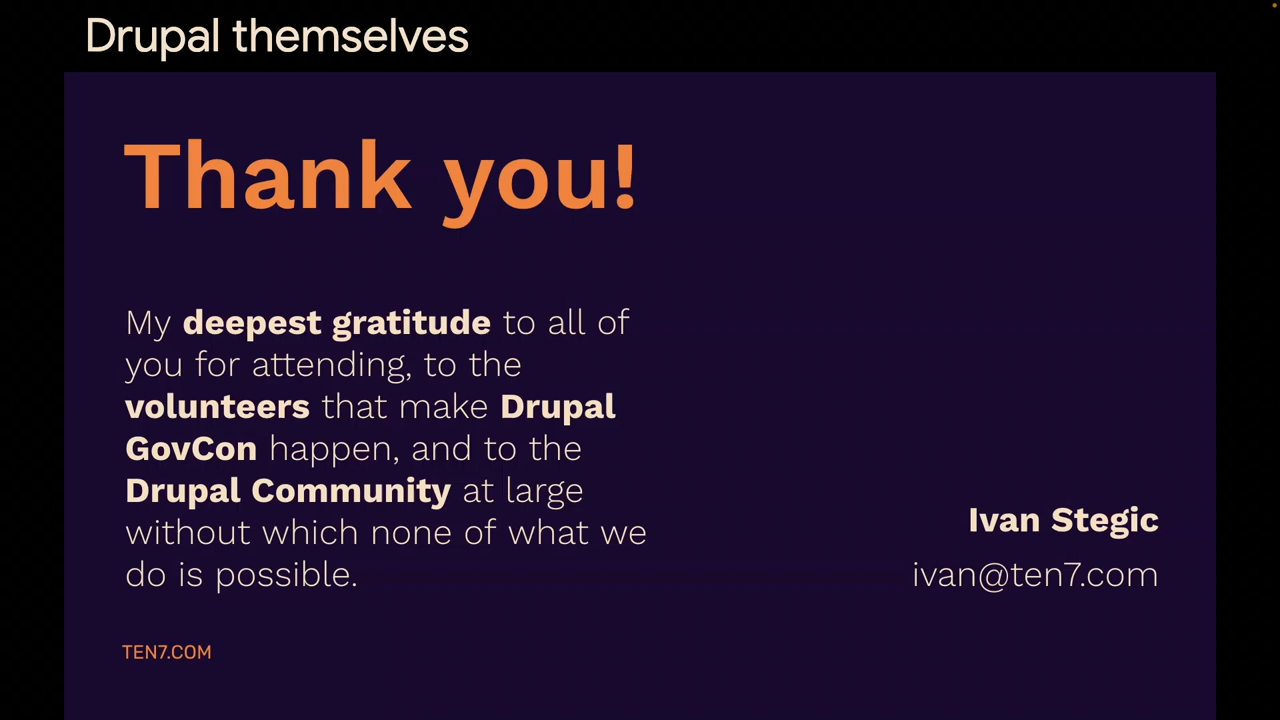 Drupal themselves
Thank you!
My deepest gratitude to all of
you for attending, to the
volunteers that make Drupal
GovCon happen, and to the
Drupal Community at large
without which none of what we
do is possible.
Ivan Stegic
ivan@ten7.com
TEN7.COM